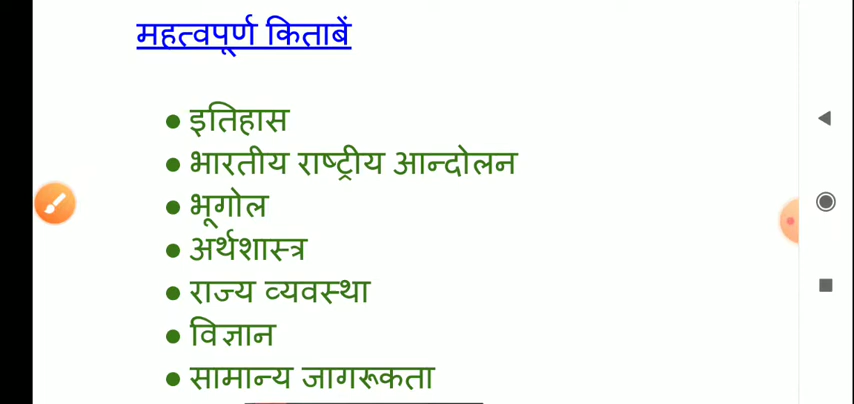 महत्वपूर्ण किताबें
● इतिहास
● भारतीय राष्ट्रीय आन्दोलन
● भूगोल
● अर्थशास्त्र
● राज्य व्यवस्था
● विज्ञान
● सामान्य जागरूकता